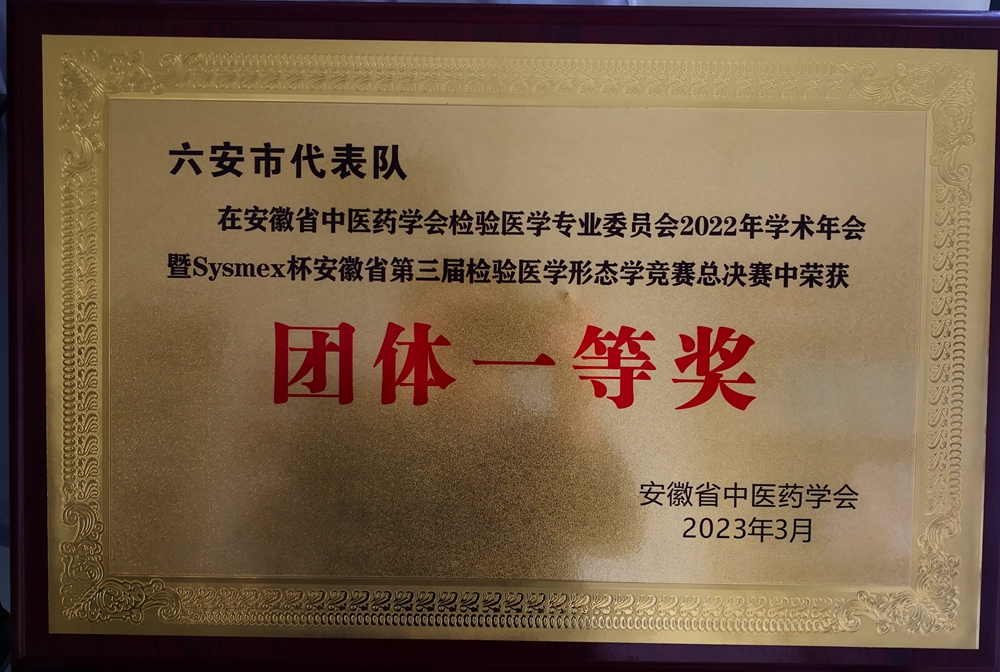 六安市代表队
在安徽省中医药学会检验医学专业委员会2022年学术年会
暨Sysmex杯安徽省第三届检验医学形态学竞赛总决赛中荣获
团体一等奖
安徽省中医药学会
2023年3月